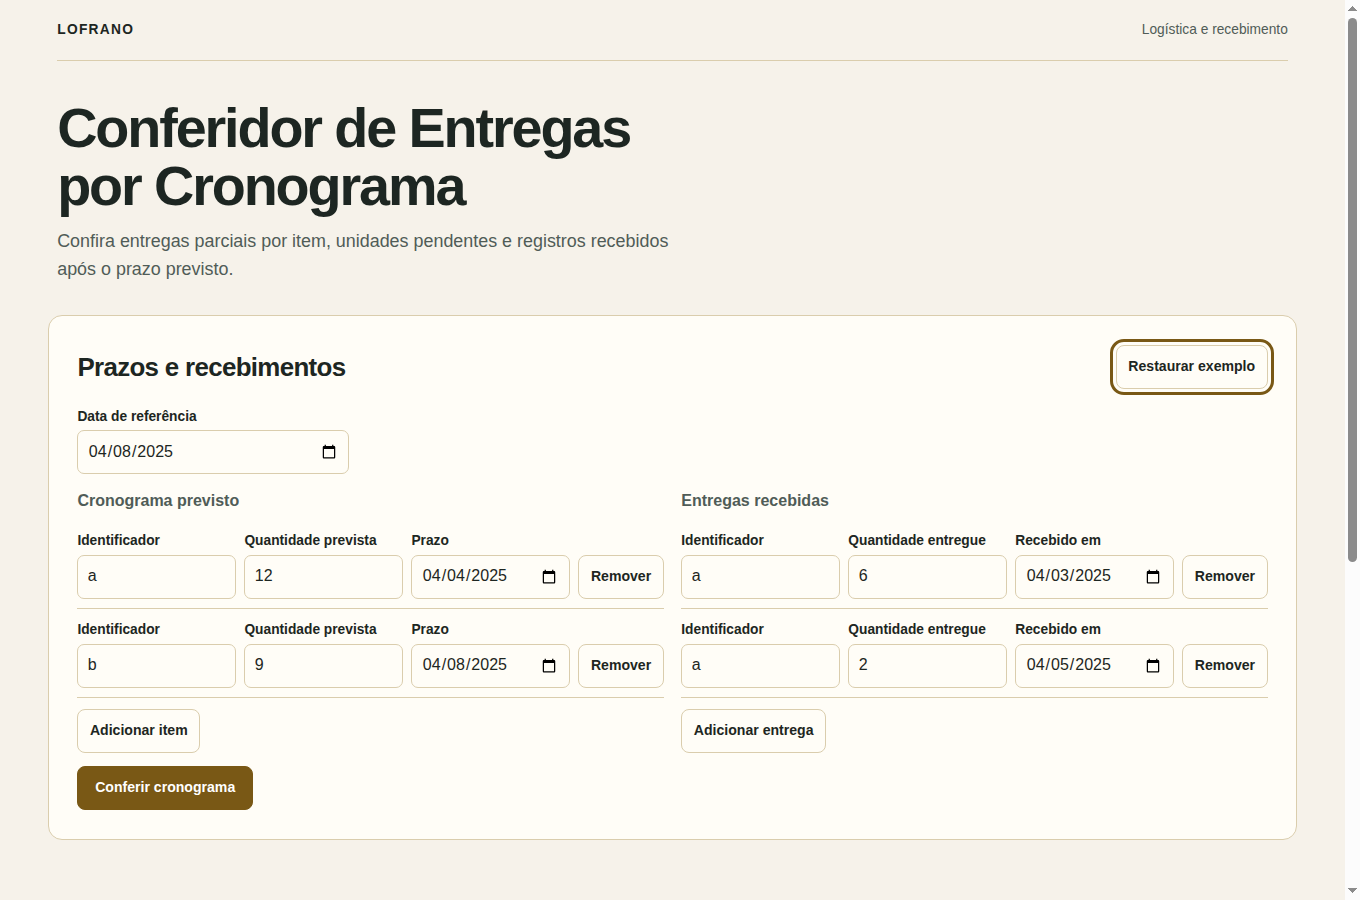 LOFRANO
Logística e recebimento
Conferidor de Entregas
por Cronograma
Confira entregas parciais por item, unidades pendentes e registros recebidos
após o prazo previsto.
Prazos e recebimentos
Restaurar exemplo
Data de referência
04/08/2025
Cronograma previsto
Identificador Quantidade prevista Prazo
a 12 04/04/2025 Remover
Identificador Quantidade prevista Prazo
b 9 04/08/2025 Remover
Adicionar item
Entregas recebidas
Identificador Quantidade entregue Recebido em
a 6 04/03/2025 Remover
Identificador Quantidade entregue Recebido em
a 2 04/05/2025 Remover
Adicionar entrega
Conferir cronograma